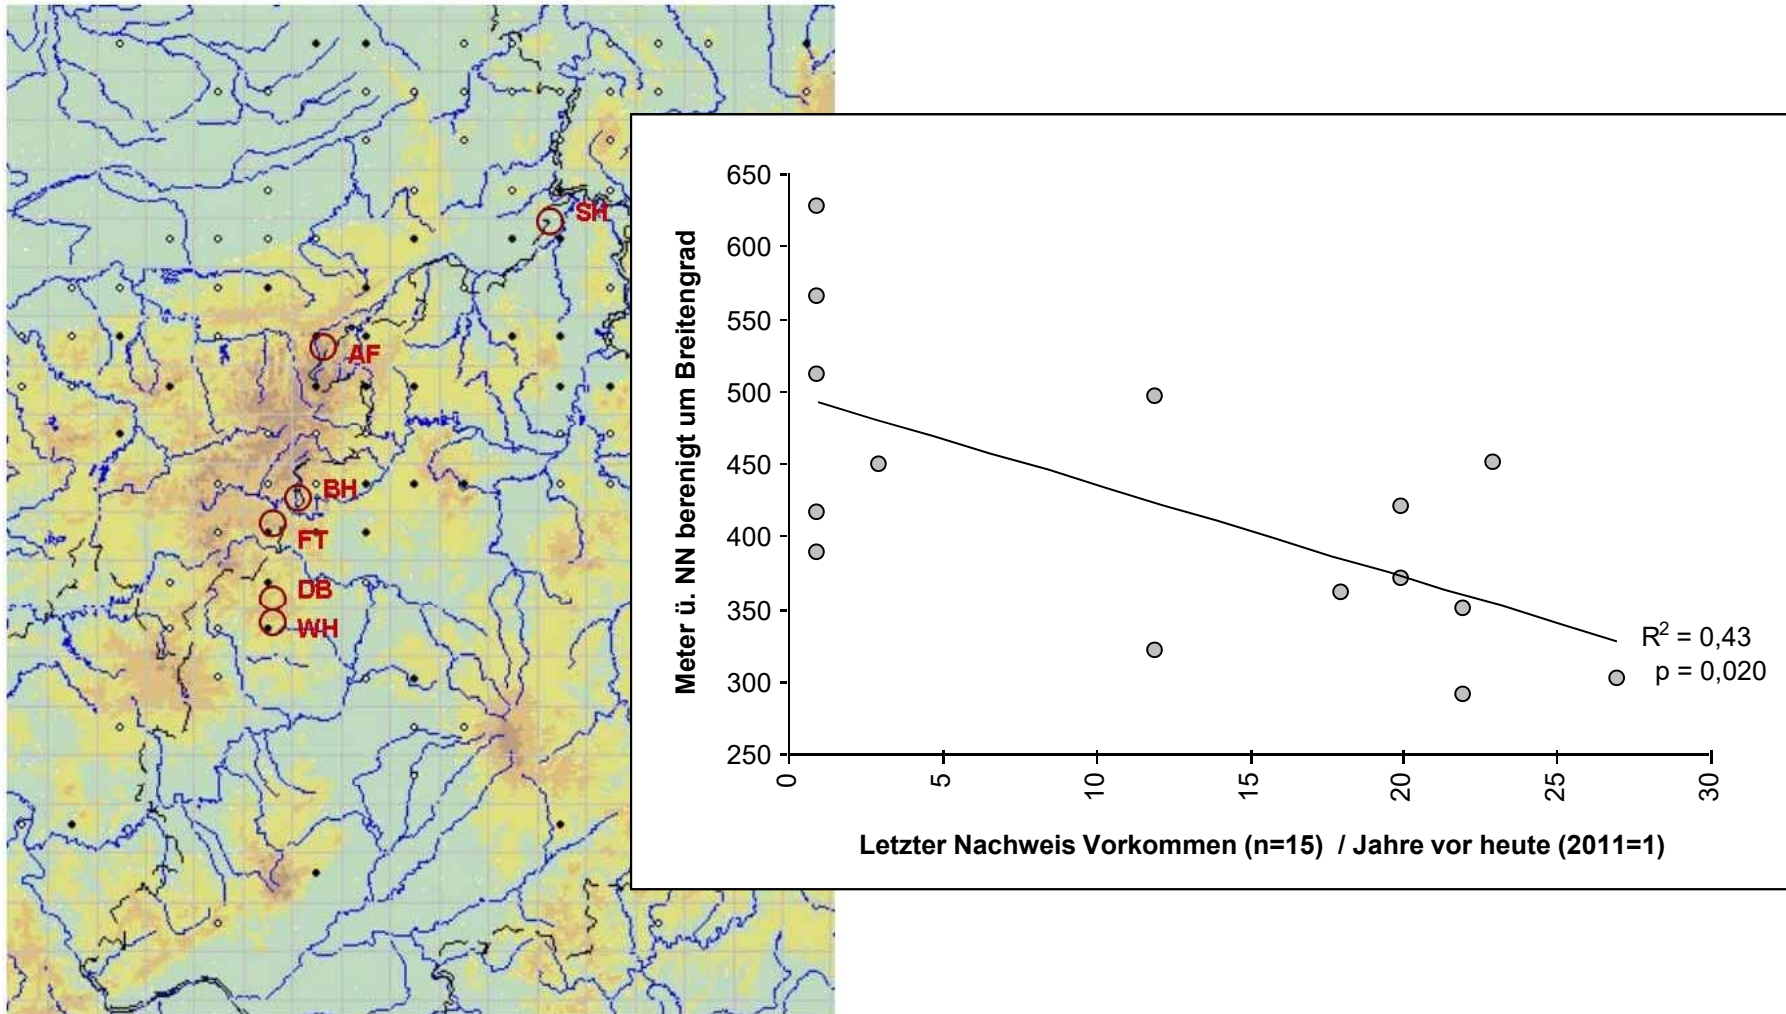 SH
AF
BH
FT
DB
WH
Meter ü. NN berenigt um Breitengrad
650
600
550
500
450
400
350
300
250
0 5 10 15 20 25 30
R² = 0,43
p = 0,020
Letzter Nachweis Vorkommen (n=15) / Jahre vor heute (2011=1)